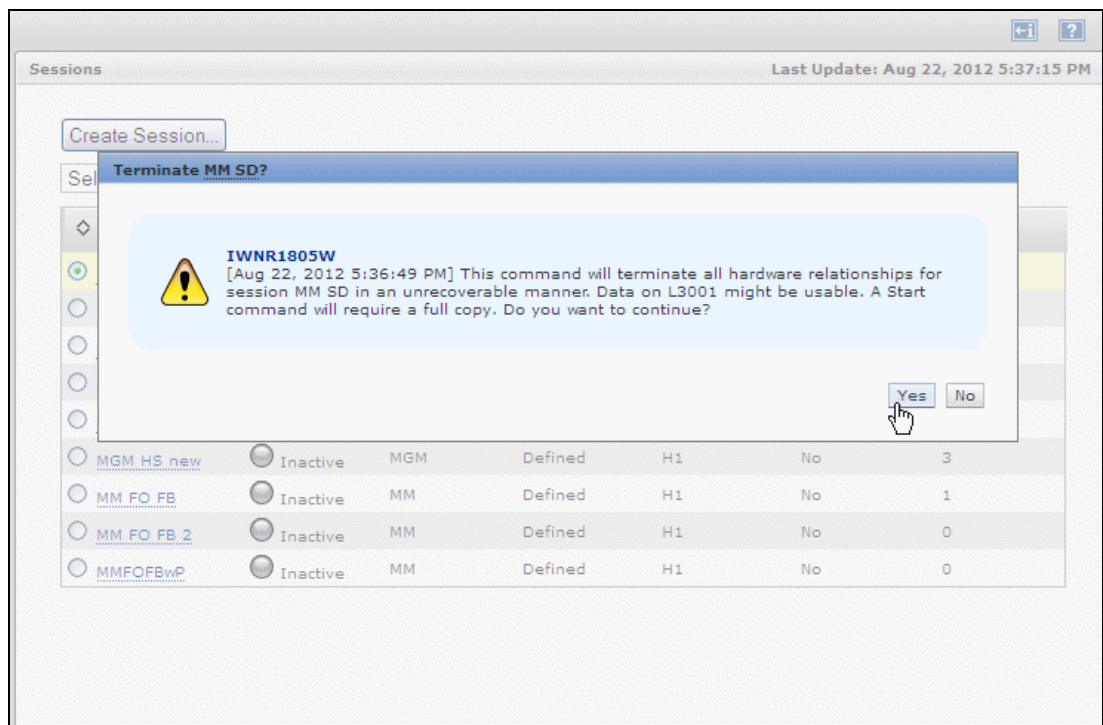 Sessions Last Update: Aug 22, 2012 5:37:15 PM
Create Session...
Sel
Terminate MM SD?
IWNR1805W
[Aug 22, 2012 5:36:49 PM] This command will terminate all hardware relationships for
session MM SD in an unrecoverable manner. Data on L3001 might be usable. A Start
command will require a full copy. Do you want to continue?
Yes No
MGM HS new Inactive MGM Defined H1 No 3
MM FO FB Inactive MM Defined H1 No 1
MM FO FB 2 Inactive MM Defined H1 No 0
MMFOFBwP Inactive MM Defined H1 No 0